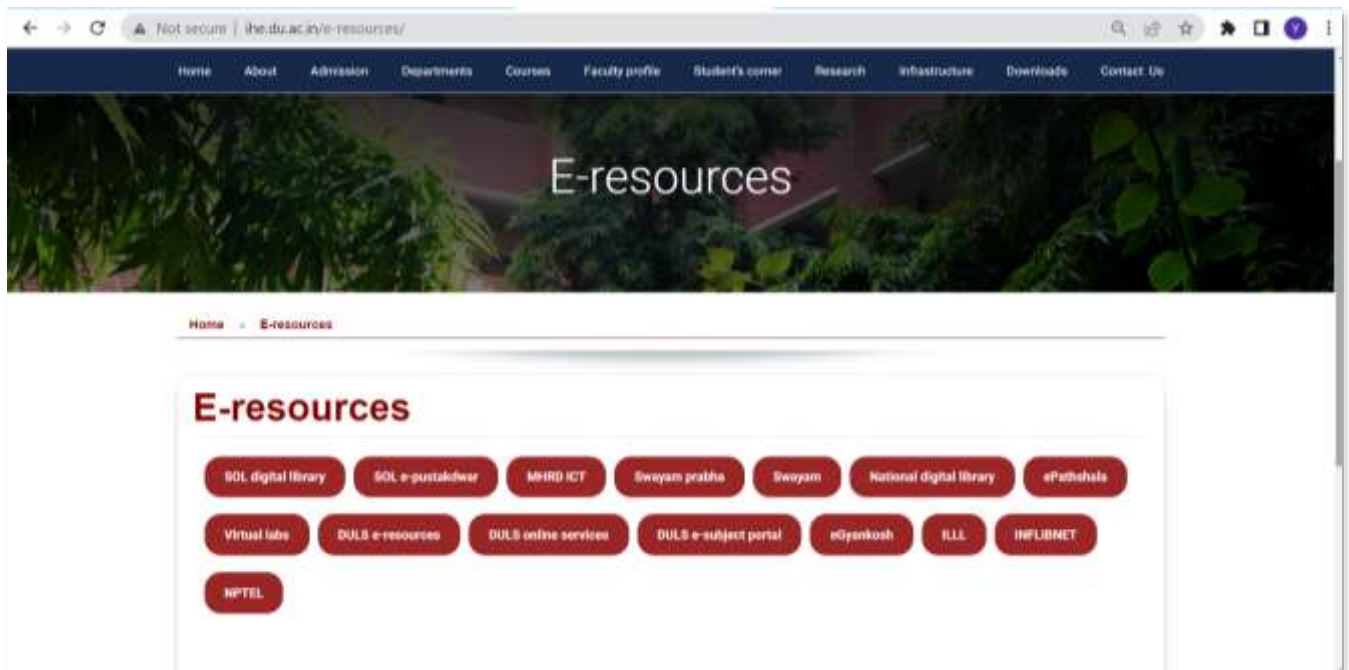 Not secure | ihe.du.ac.in/e-resources/
Y
Home About Admission Departments Courses Faculty profile Student's corner Research Infrastructure Downloads Contact Us
E-resources
Home E-resources
E-resources
SOL digital library SOL e-pustakdwar MHRD ICT Swayam prabha Swayam National digital library ePathshala
Virtual labs DULS e-resources DULS online services DULS e-subject portal eGyankosh ILLL INFLIBNET
NPTEL